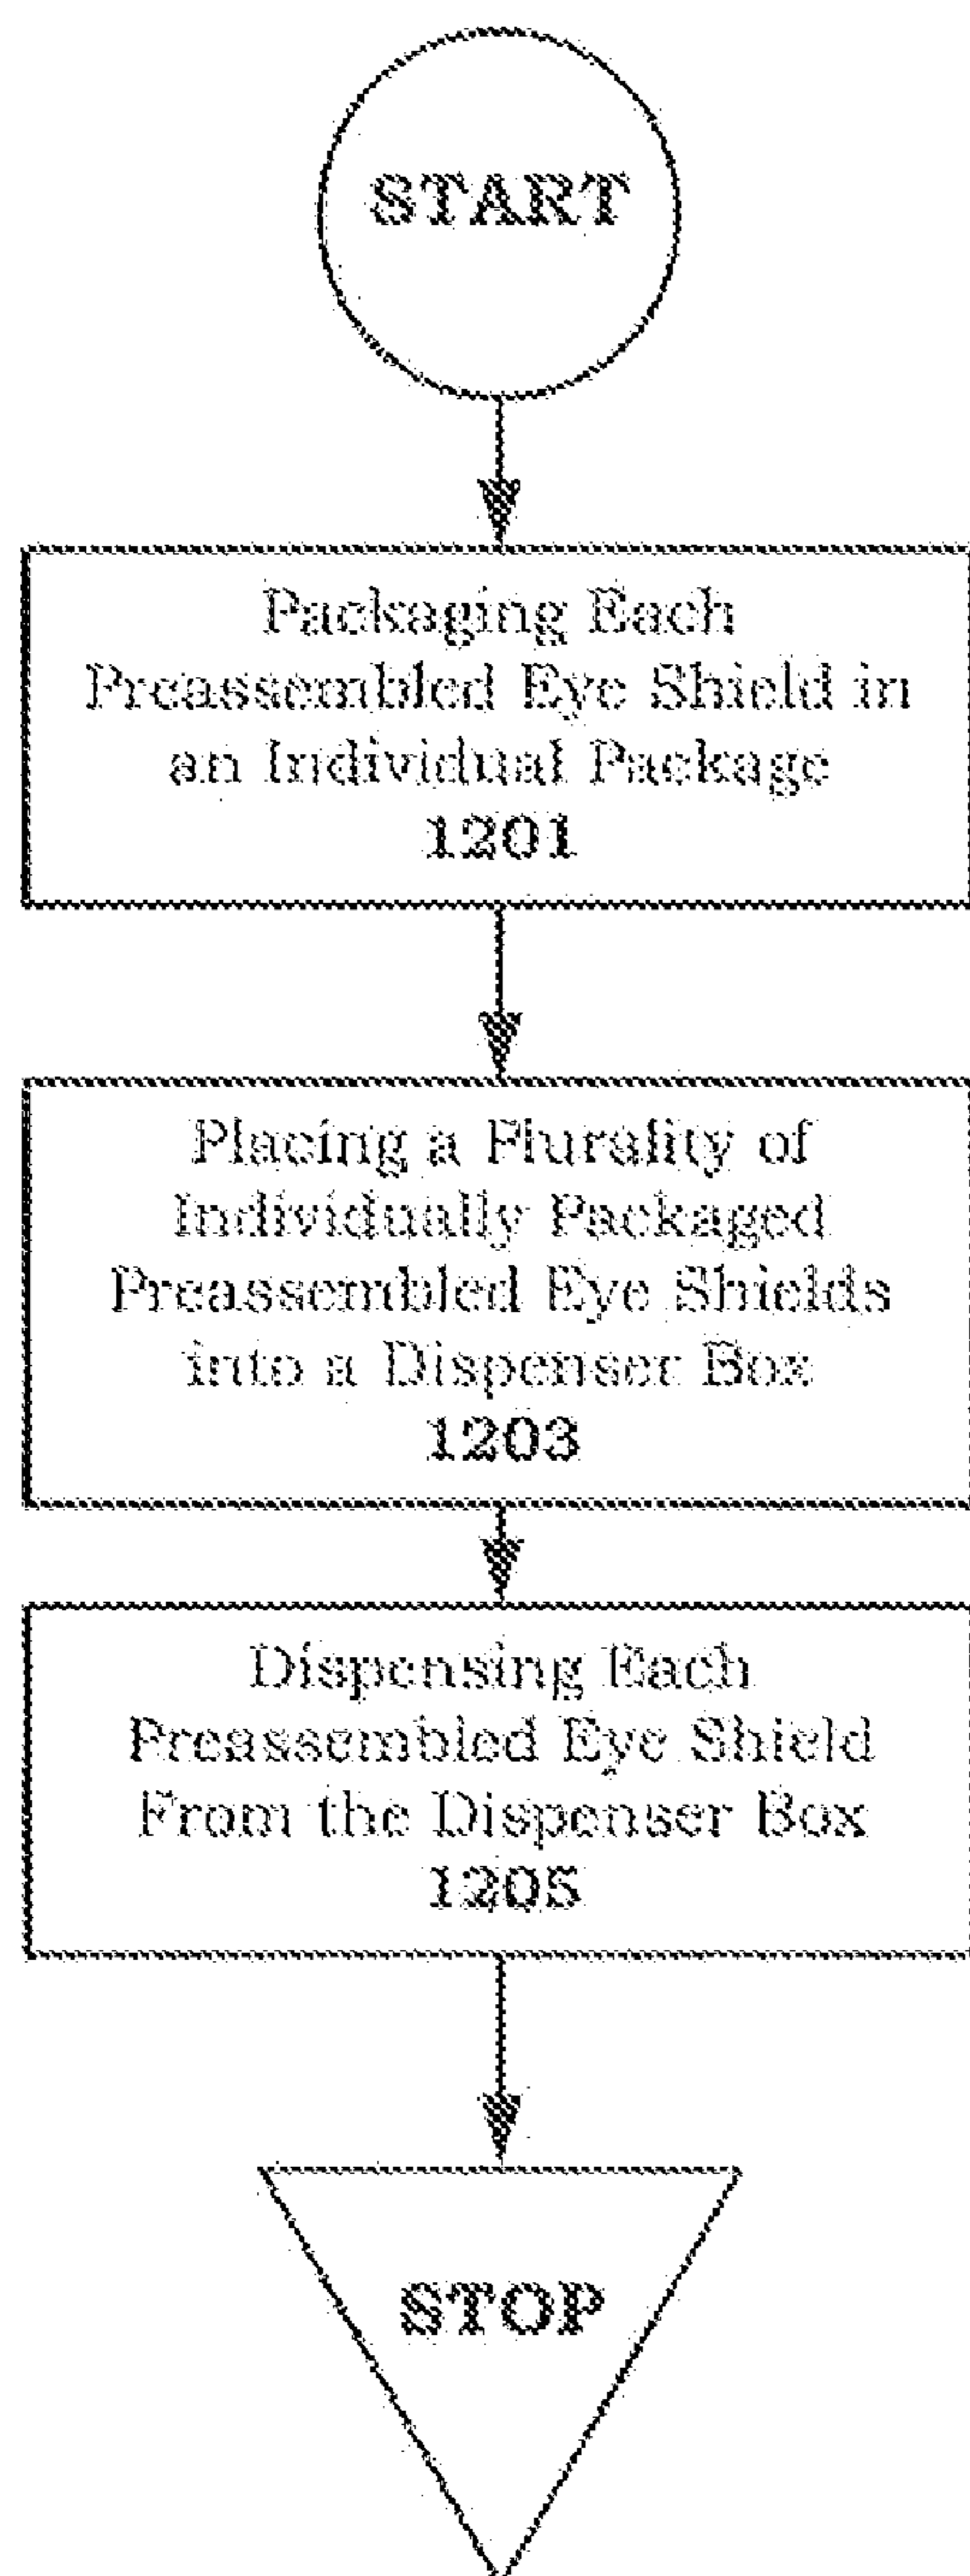 START
Packaging Each
Preassembled Eye Shield in
an Individual Package
1201
Placing a Plurality of
Individually Packaged
Preassembled Eye Shields
into a Dispenser Box
1203
Dispensing Each
Preassembled Eye Shield
From the Dispenser Box
1205
STOP